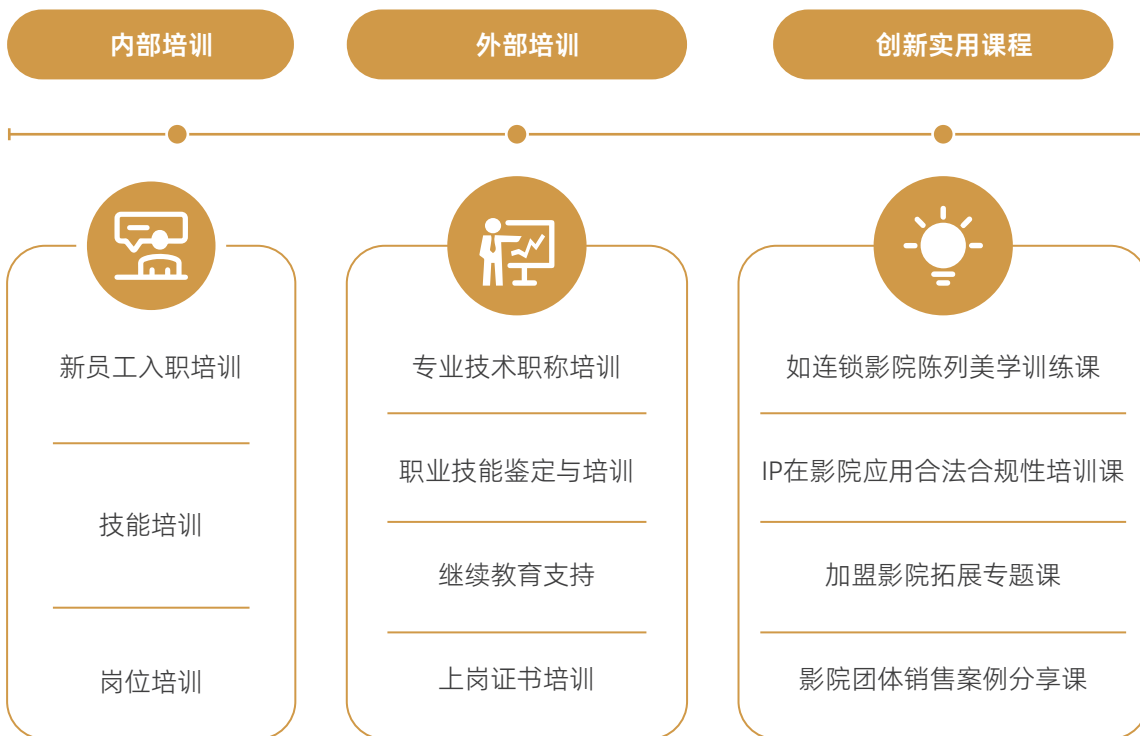 内部培训
外部培训
创新实用课程
新员工入职培训
技能培训
岗位培训
专业技术职称培训
职业技能鉴定与培训
继续教育支持
上岗证书培训
如连锁影院陈列美学训练课
IP在影院应用合法合规性培训课
加盟影院拓展专题课
影院团体销售案例分享课